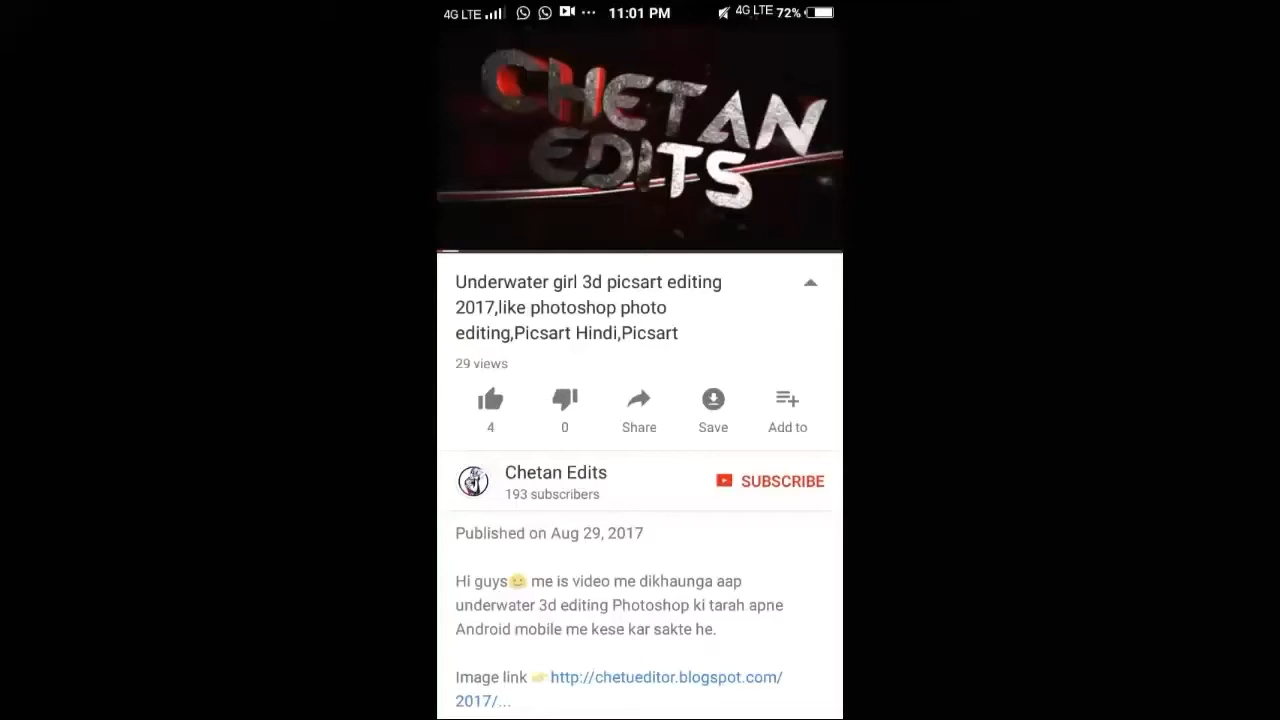 4G LTE ... 11:01 PM 4G LTE 72%
CHETAN
EDITS
Underwater girl 3d picsart editing
2017,like photoshop photo
editing,Picsart Hindi,Picsart
29 views
4 0 Share Save Add to
Chetan Edits
193 subscribers
SUBSCRIBE
Published on Aug 29, 2017
Hi guys🙂 me is video me dikhaunga aap
underwater 3d editing Photoshop ki tarah apne
Android mobile me kese kar sakte he.
Image link 👉 http://chetueditor.blogspot.com/
2017/...